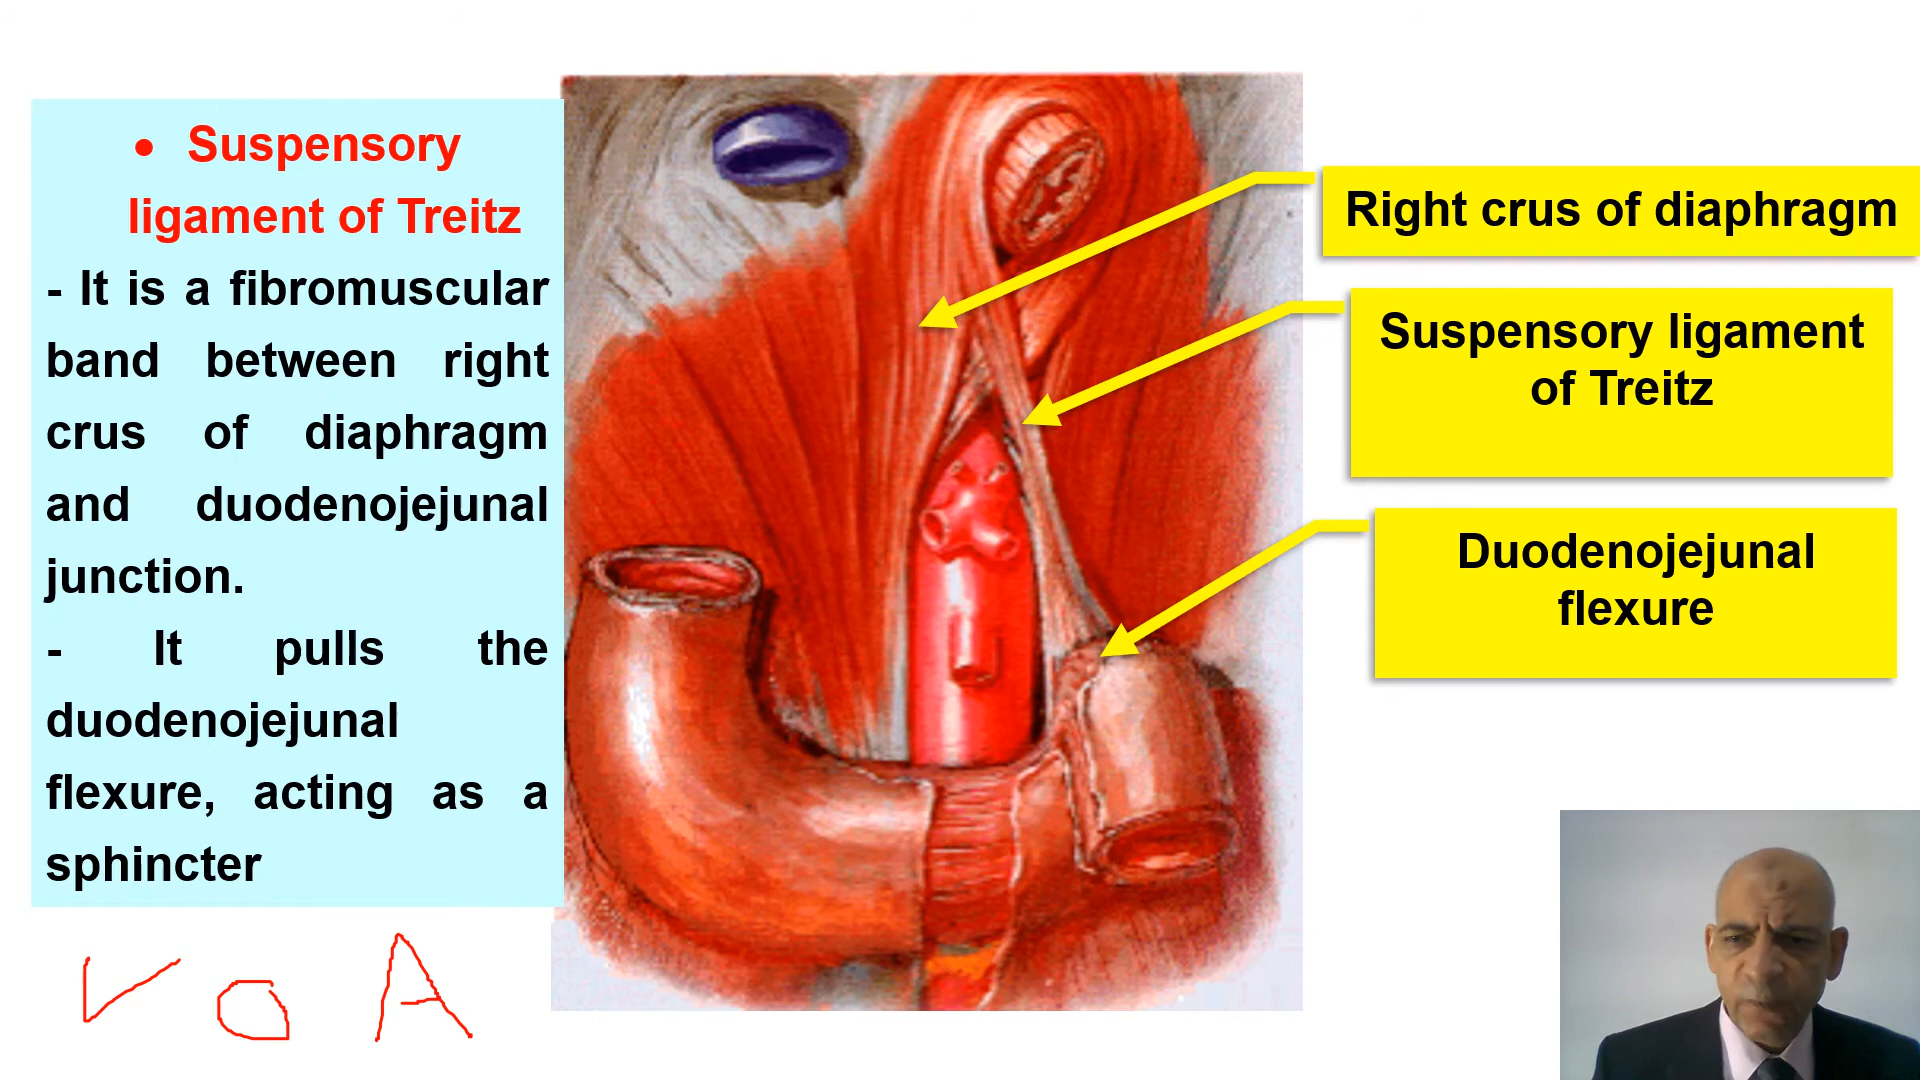 • Suspensory
ligament of Treitz
- It is a fibromuscular
band between right
crus of diaphragm
and duodenojejunal
junction.
- It pulls the
duodenojejunal
flexure, acting as a
sphincter
V o A
Right crus of diaphragm
Suspensory ligament
of Treitz
Duodenojejunal
flexure